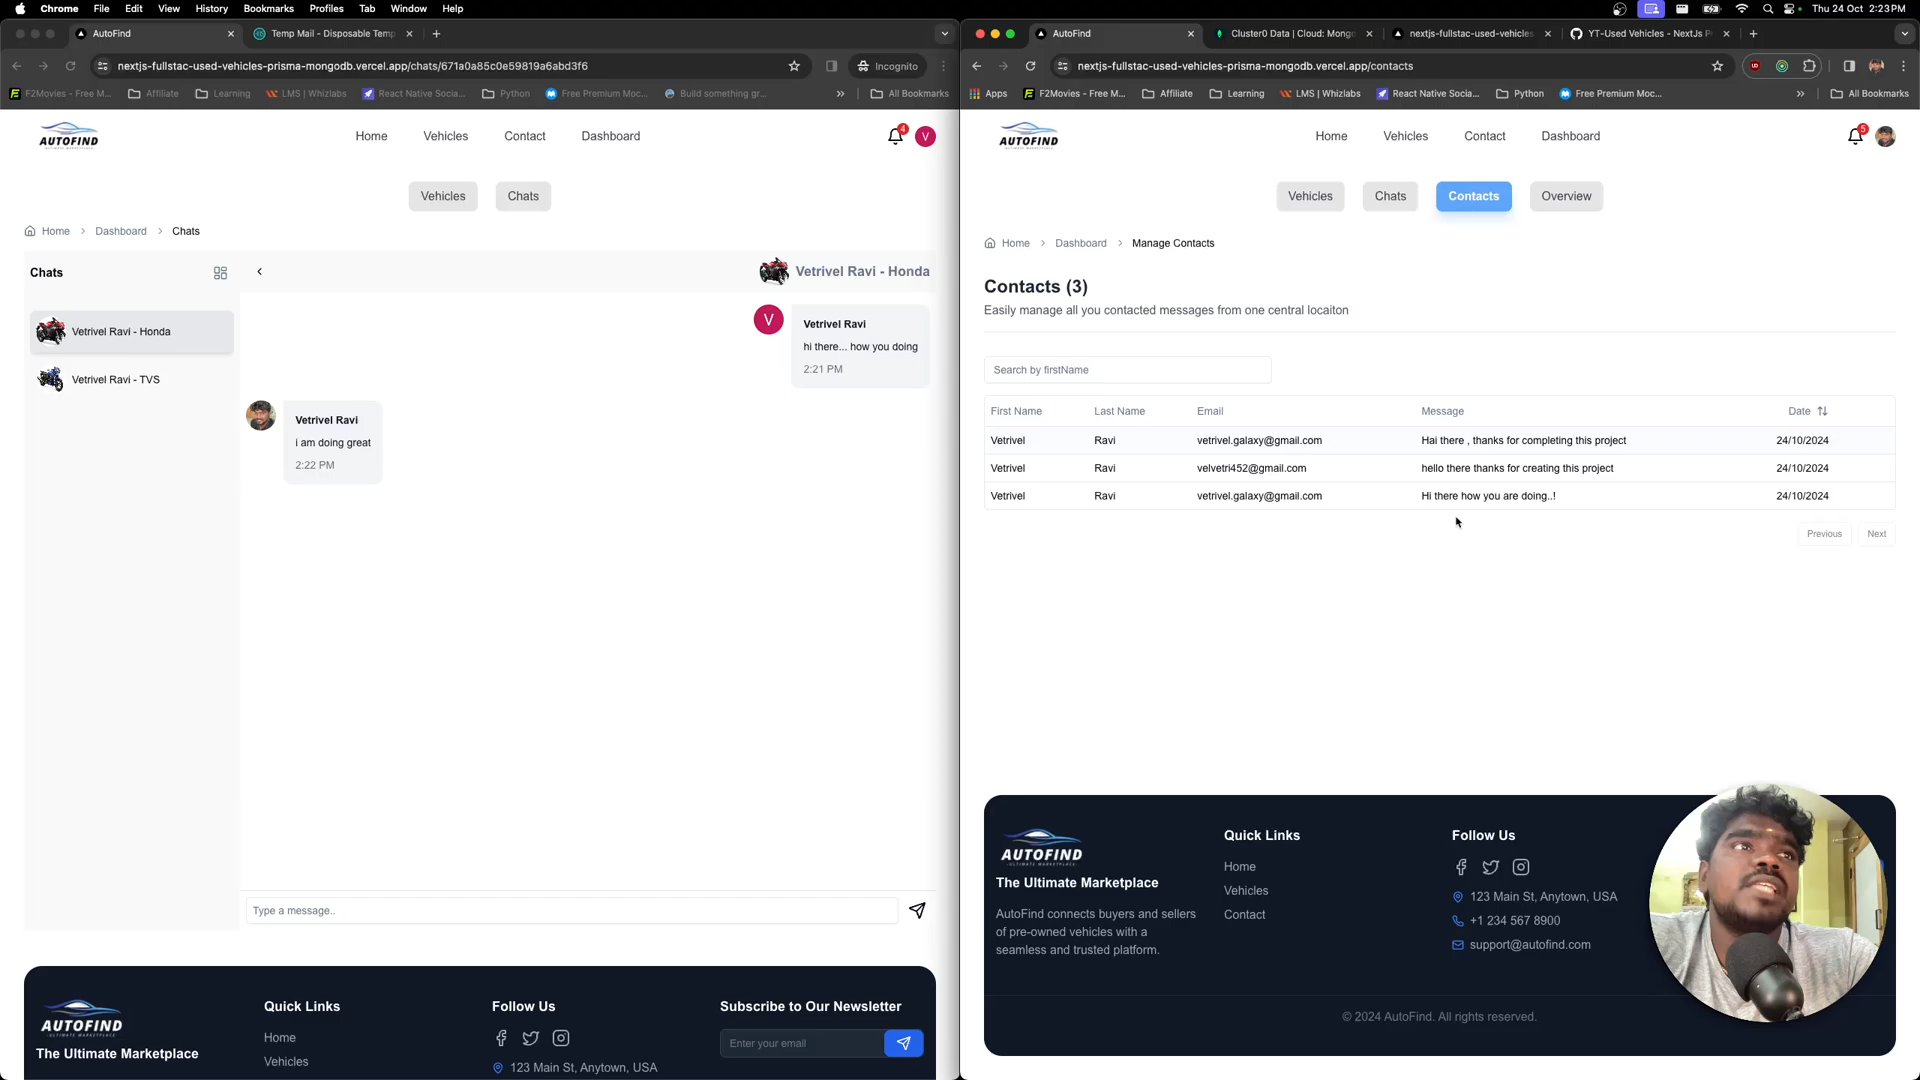 Chrome File Edit View History Bookmarks Profiles Tab Window Help
Thu 24 Oct 2:23 PM
AutoFind
Temp Mail - Disposable Temp
nextjs-fullstac-used-vehicles-prisma-mongodb.vercel.app/chats/671a0a85c0e59819a6abd3f6
Incognito
F2Movies - Free M... Affiliate Learning LMS | Whizlabs React Native Socia... Python Free Premium Moc... Build something gr... All Bookmarks
AUTOFIND
Home Vehicles Contact Dashboard
4
V
Vehicles Chats
Home Dashboard Chats
Chats
Vetrivel Ravi - Honda
Vetrivel Ravi - Honda
Vetrivel Ravi - TVS
V
Vetrivel Ravi
hi there... how you doing
2:21 PM
Vetrivel Ravi
i am doing great
2:22 PM
Type a message..
AUTOFIND
The Ultimate Marketplace
Quick Links
Home
Vehicles
Follow Us
123 Main St, Anytown, USA
Subscribe to Our Newsletter
Enter your email
AutoFind
Cluster0 Data | Cloud: Mongo
nextjs-fullstac-used-vehicles
YT-Used Vehicles - NextJs P
nextjs-fullstac-used-vehicles-prisma-mongodb.vercel.app/contacts
Apps F2Movies - Free M... Affiliate Learning LMS | Whizlabs React Native Socia... Python Free Premium Moc... All Bookmarks
AUTOFIND
Home Vehicles Contact Dashboard
5
Vehicles Chats Contacts Overview
Home Dashboard Manage Contacts
Contacts (3)
Easily manage all you contacted messages from one central locaiton
Search by firstName
First Name Last Name Email Message Date
Vetrivel Ravi vetrivel.galaxy@gmail.com Hai there , thanks for completing this project 24/10/2024
Vetrivel Ravi velvetri452@gmail.com hello there thanks for creating this project 24/10/2024
Vetrivel Ravi vetrivel.galaxy@gmail.com Hi there how you are doing..! 24/10/2024
Previous Next
AUTOFIND
The Ultimate Marketplace
AutoFind connects buyers and sellers
of pre-owned vehicles with a
seamless and trusted platform.
Quick Links
Home
Vehicles
Contact
Follow Us
123 Main St, Anytown, USA
+1 234 567 8900
support@autofind.com
© 2024 AutoFind. All rights reserved.